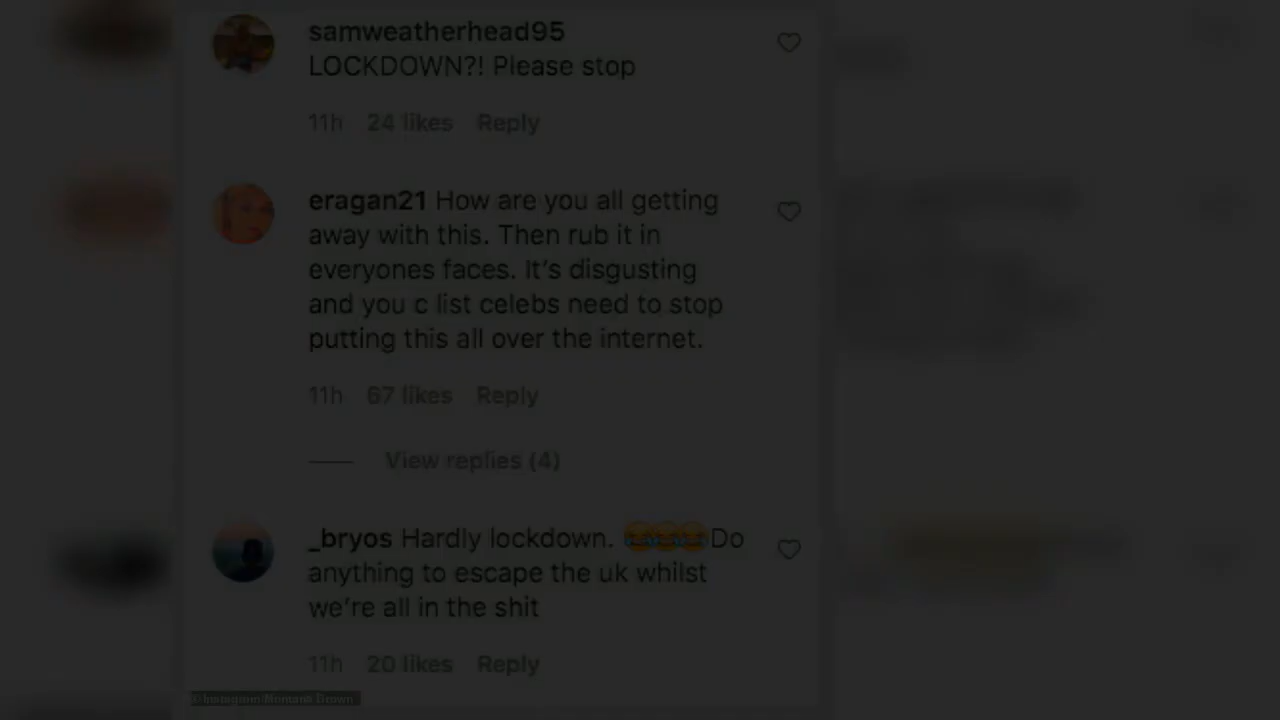 samweatherhead95
LOCKDOWN?! Please stop
11h 24 likes Reply
eragan21 How are you all getting
away with this. Then rub it in
everyones faces. It's disgusting
and you c list celebs need to stop
putting this all over the internet.
11h 67 likes Reply
View replies (4)
_bryos Hardly lockdown. 😂😂😂Do
anything to escape the uk whilst
we're all in the shit
11h 20 likes Reply
© Instagram/Montana Brown